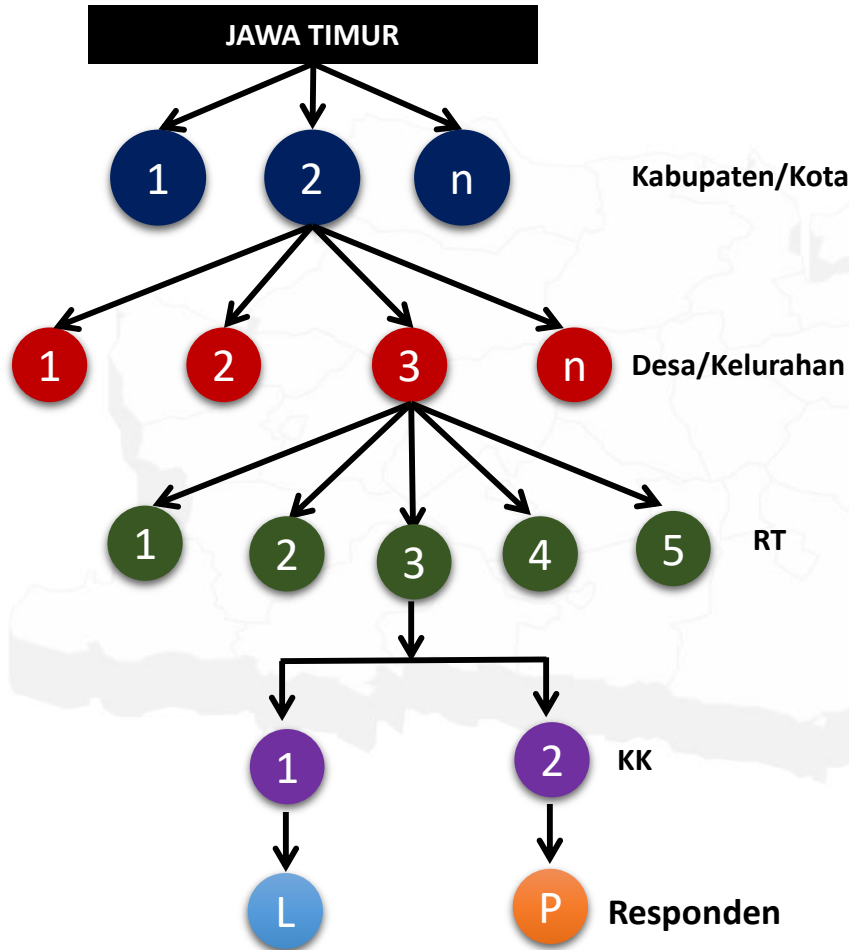 JAWA TIMUR
1 2 n Kabupaten/Kota
1 2 3 n Desa/Kelurahan
1 2 3 4 5 RT
1 2 KK
L P Responden